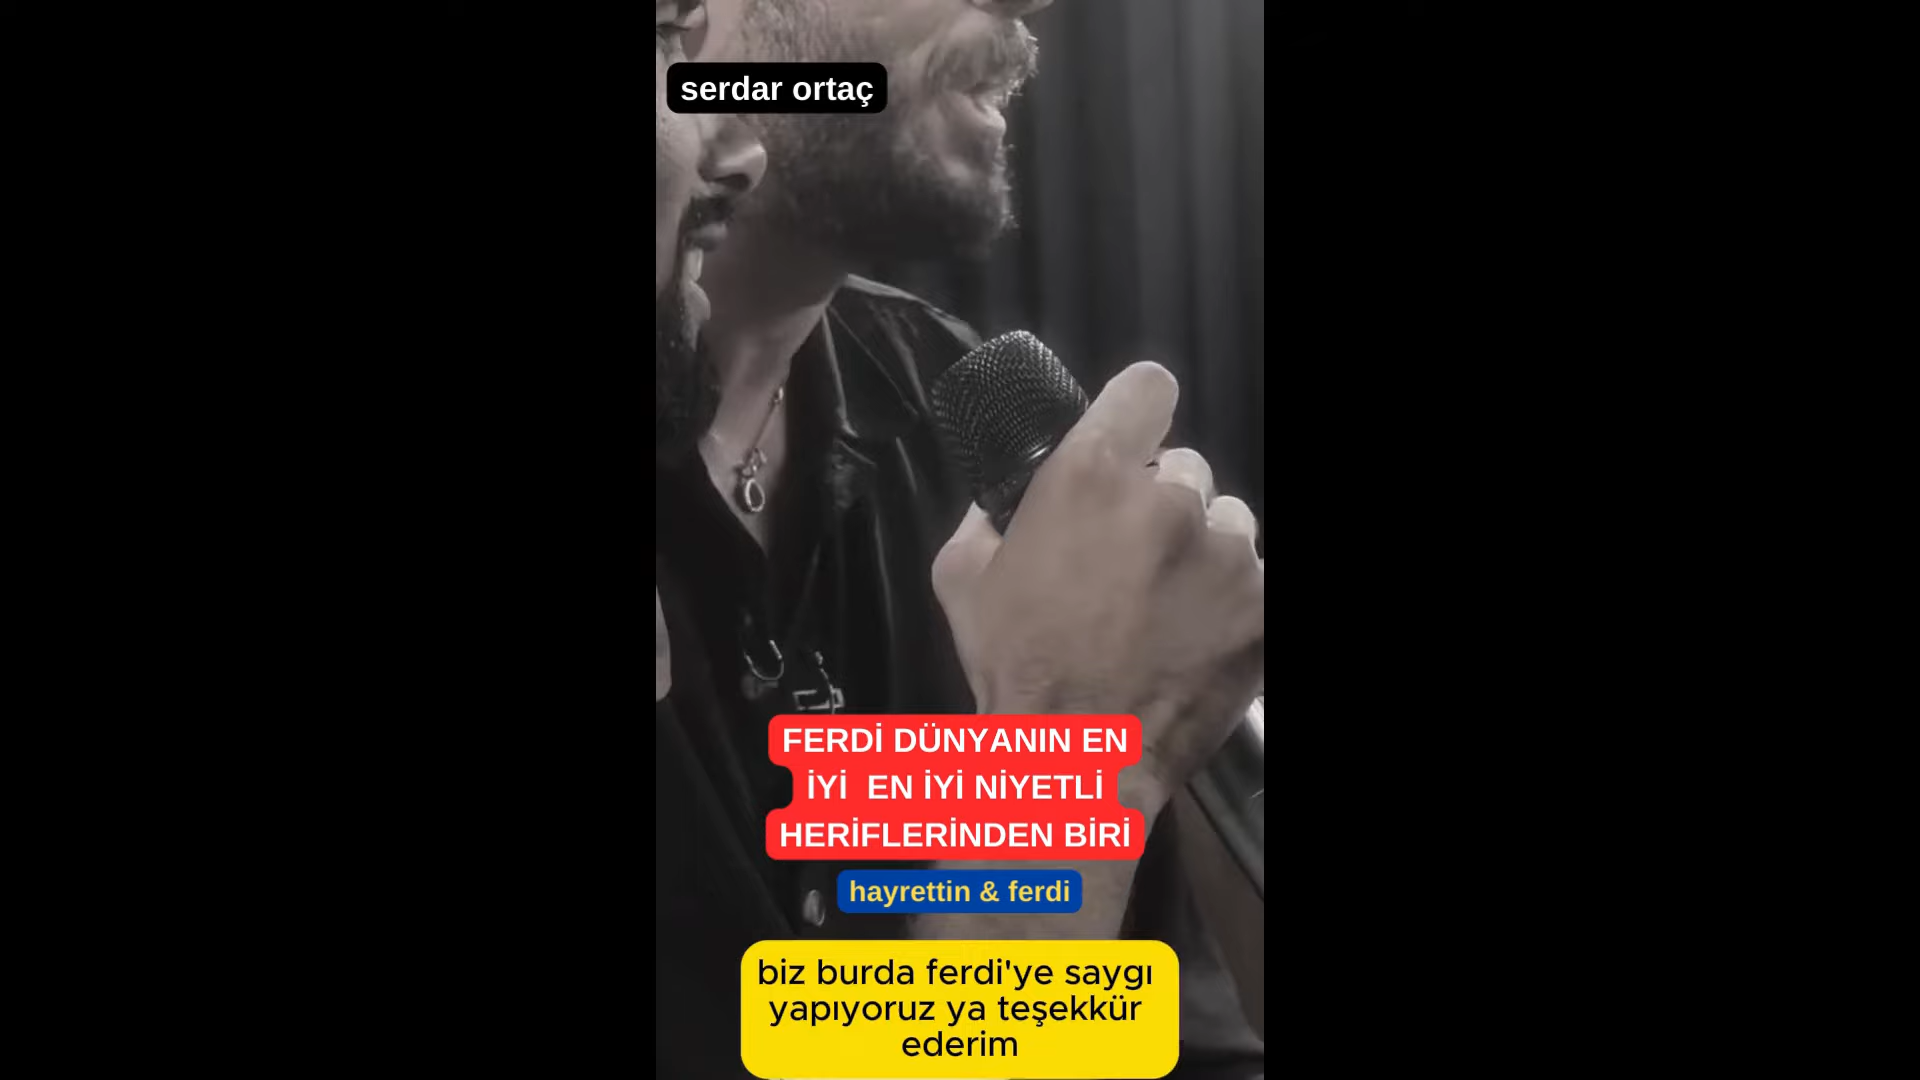 serdar ortaç
FERDİ DÜNYANIN EN
İYİ  EN İYİ NİYETLİ
HERİFLERİNDEN BİRİ
hayrettin & ferdi
biz burda ferdi'ye saygı
yapıyoruz ya teşekkür
ederim